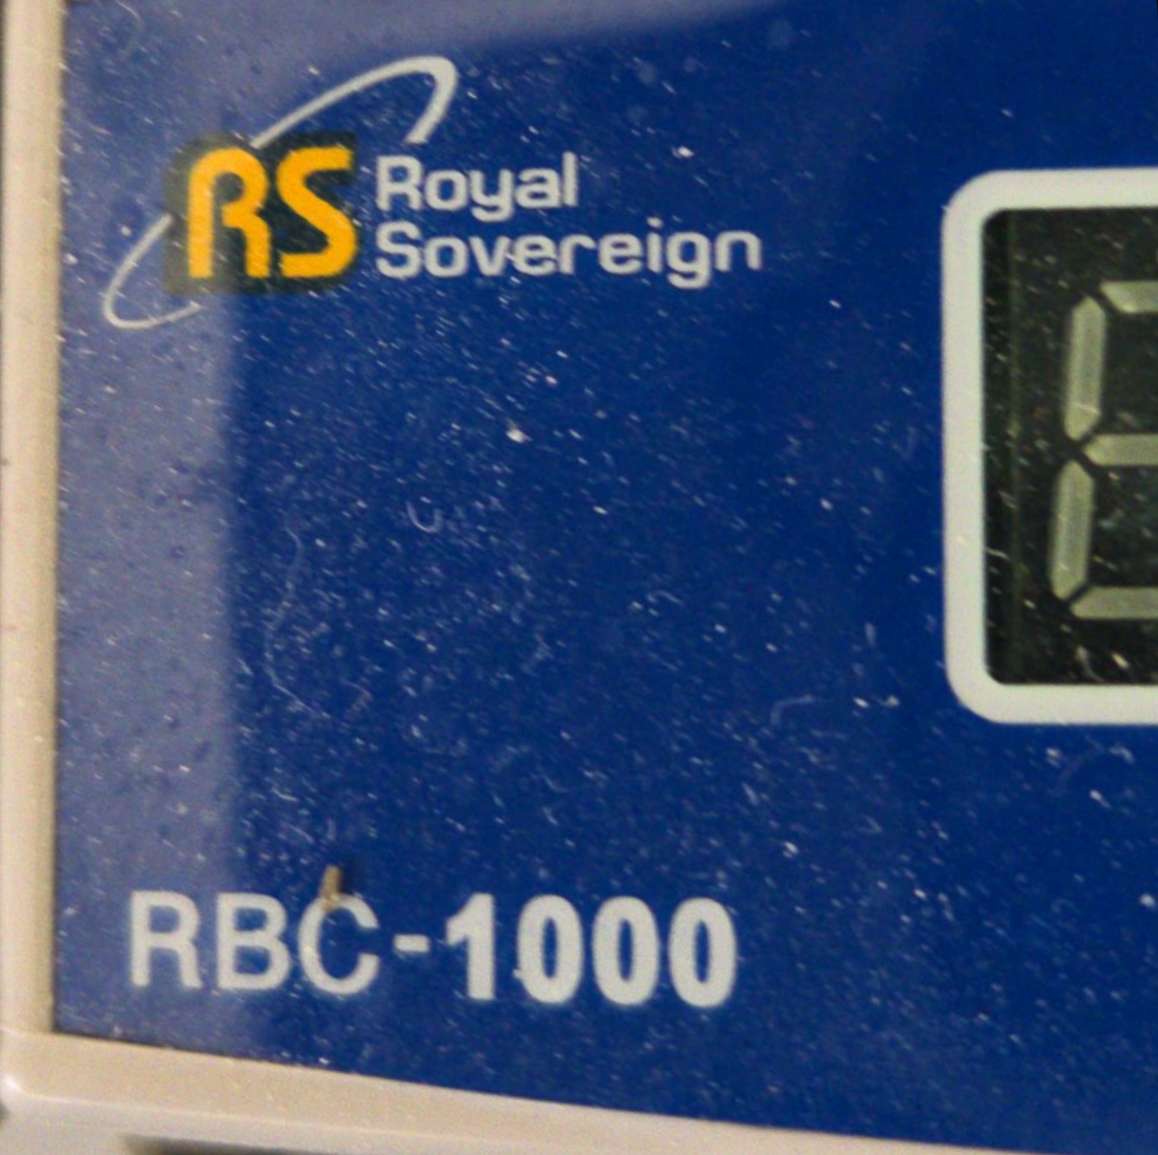 RS
Royal
Sovereign
RBC-1000